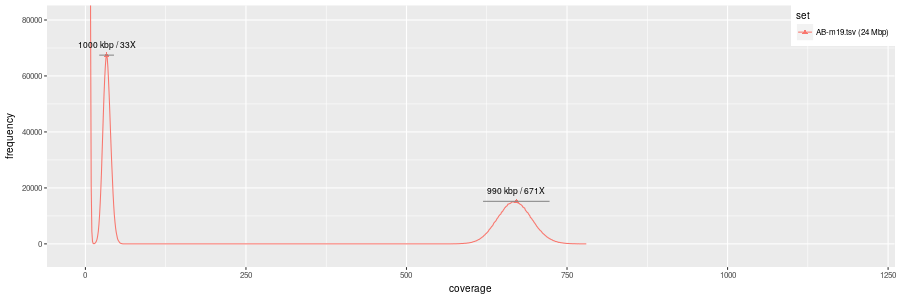 set
AB-m19.tsv (24 Mbp)
80000
60000
40000
20000
0
frequency
1000 kbp / 33X
990 kbp / 671X
0
250
500
750
1000
1250
coverage